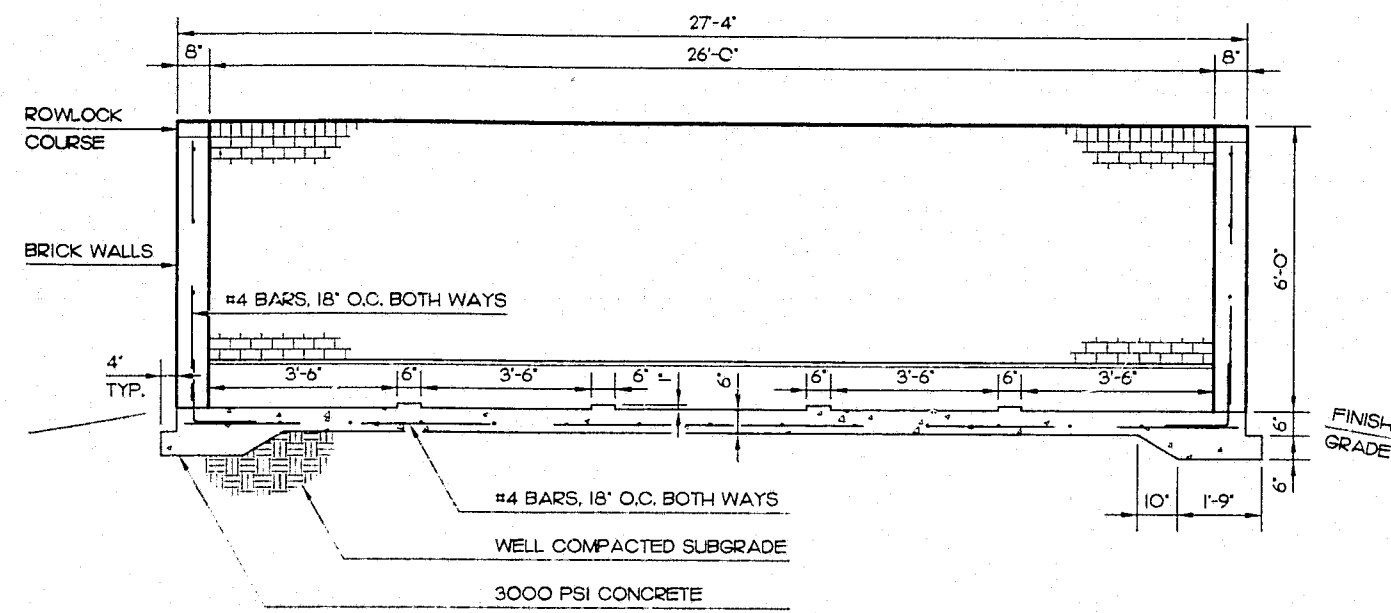 27'-4"
8" 26'-0" 8"
ROWLOCK
COURSE
BRICK WALLS
6'-0"
#4 BARS, 18" O.C. BOTH WAYS
4"
TYP.
3'-6" 6" 3'-6" 6" 1" 6" 6" 3'-6" 6" 3'-6"
6"
FINISH
GRADE
6"
#4 BARS, 18" O.C. BOTH WAYS
10" 1'-9"
WELL COMPACTED SUBGRADE
3000 PSI CONCRETE